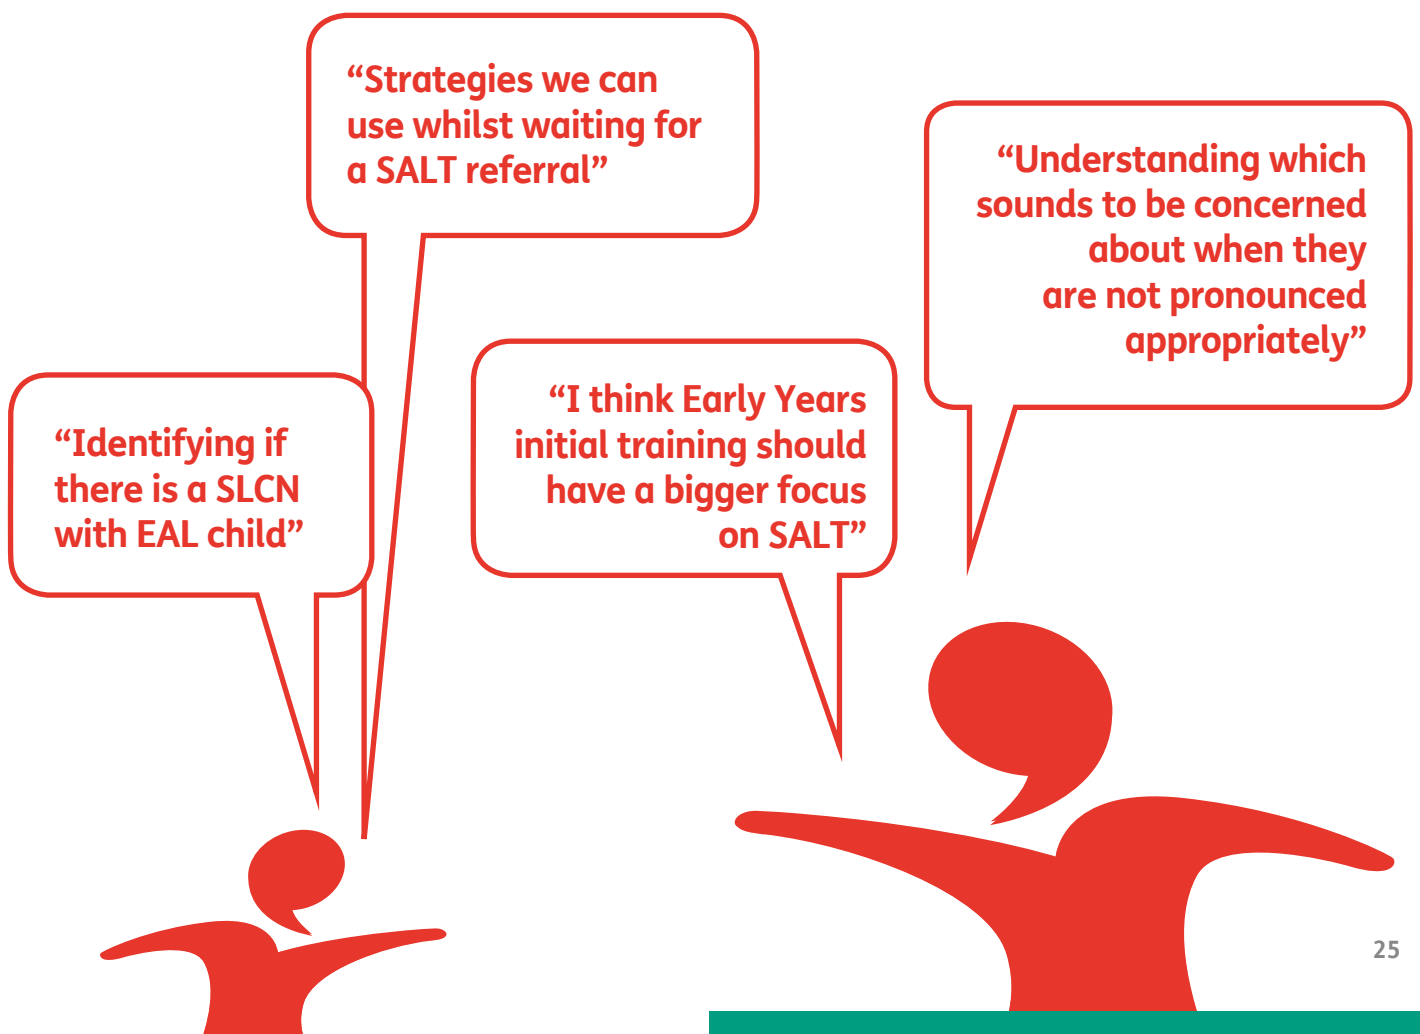 “Strategies we can
use whilst waiting for
a SALT referral”
“Understanding which
sounds to be concerned
about when they
are not pronounced
appropriately”
“Identifying if
there is a SLCN
with EAL child”
“I think Early Years
initial training should
have a bigger focus
on SALT”
25